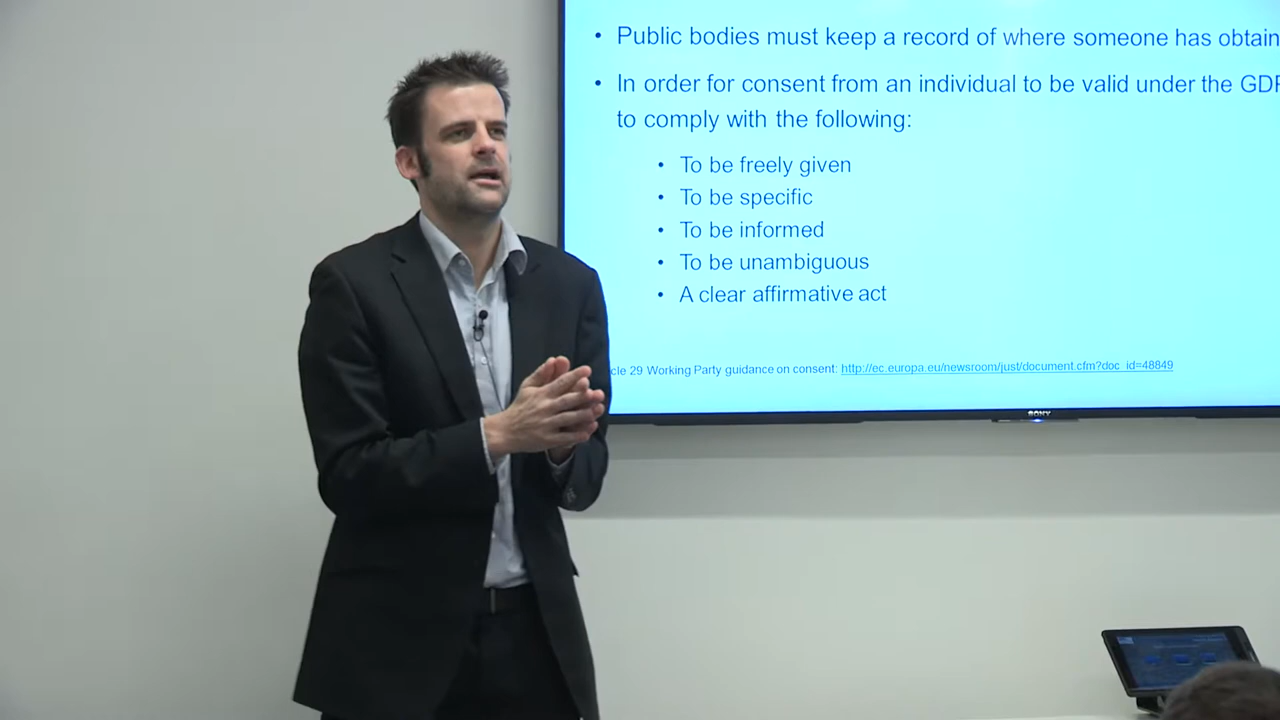 • Public bodies must keep a record of where someone has obtain
• In order for consent from an individual to be valid under the GDP
to comply with the following:
• To be freely given
• To be specific
• To be informed
• To be unambiguous
• A clear affirmative act
cle 29 Working Party guidance on consent: http://ec.europa.eu/newsroom/just/document.cfm?doc_id=48849
SONY